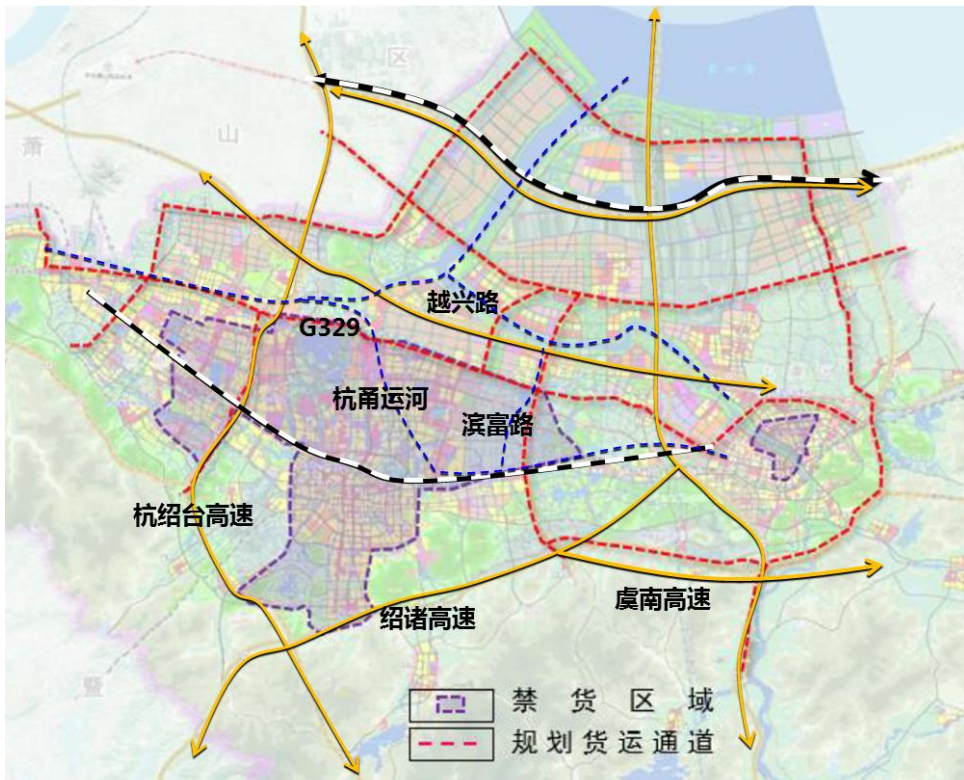 区
山
萧
越兴路
G329
杭甬运河
滨富路
杭绍台高速
虞南高速
绍诸高速
暨
禁货区域
规划货运通道